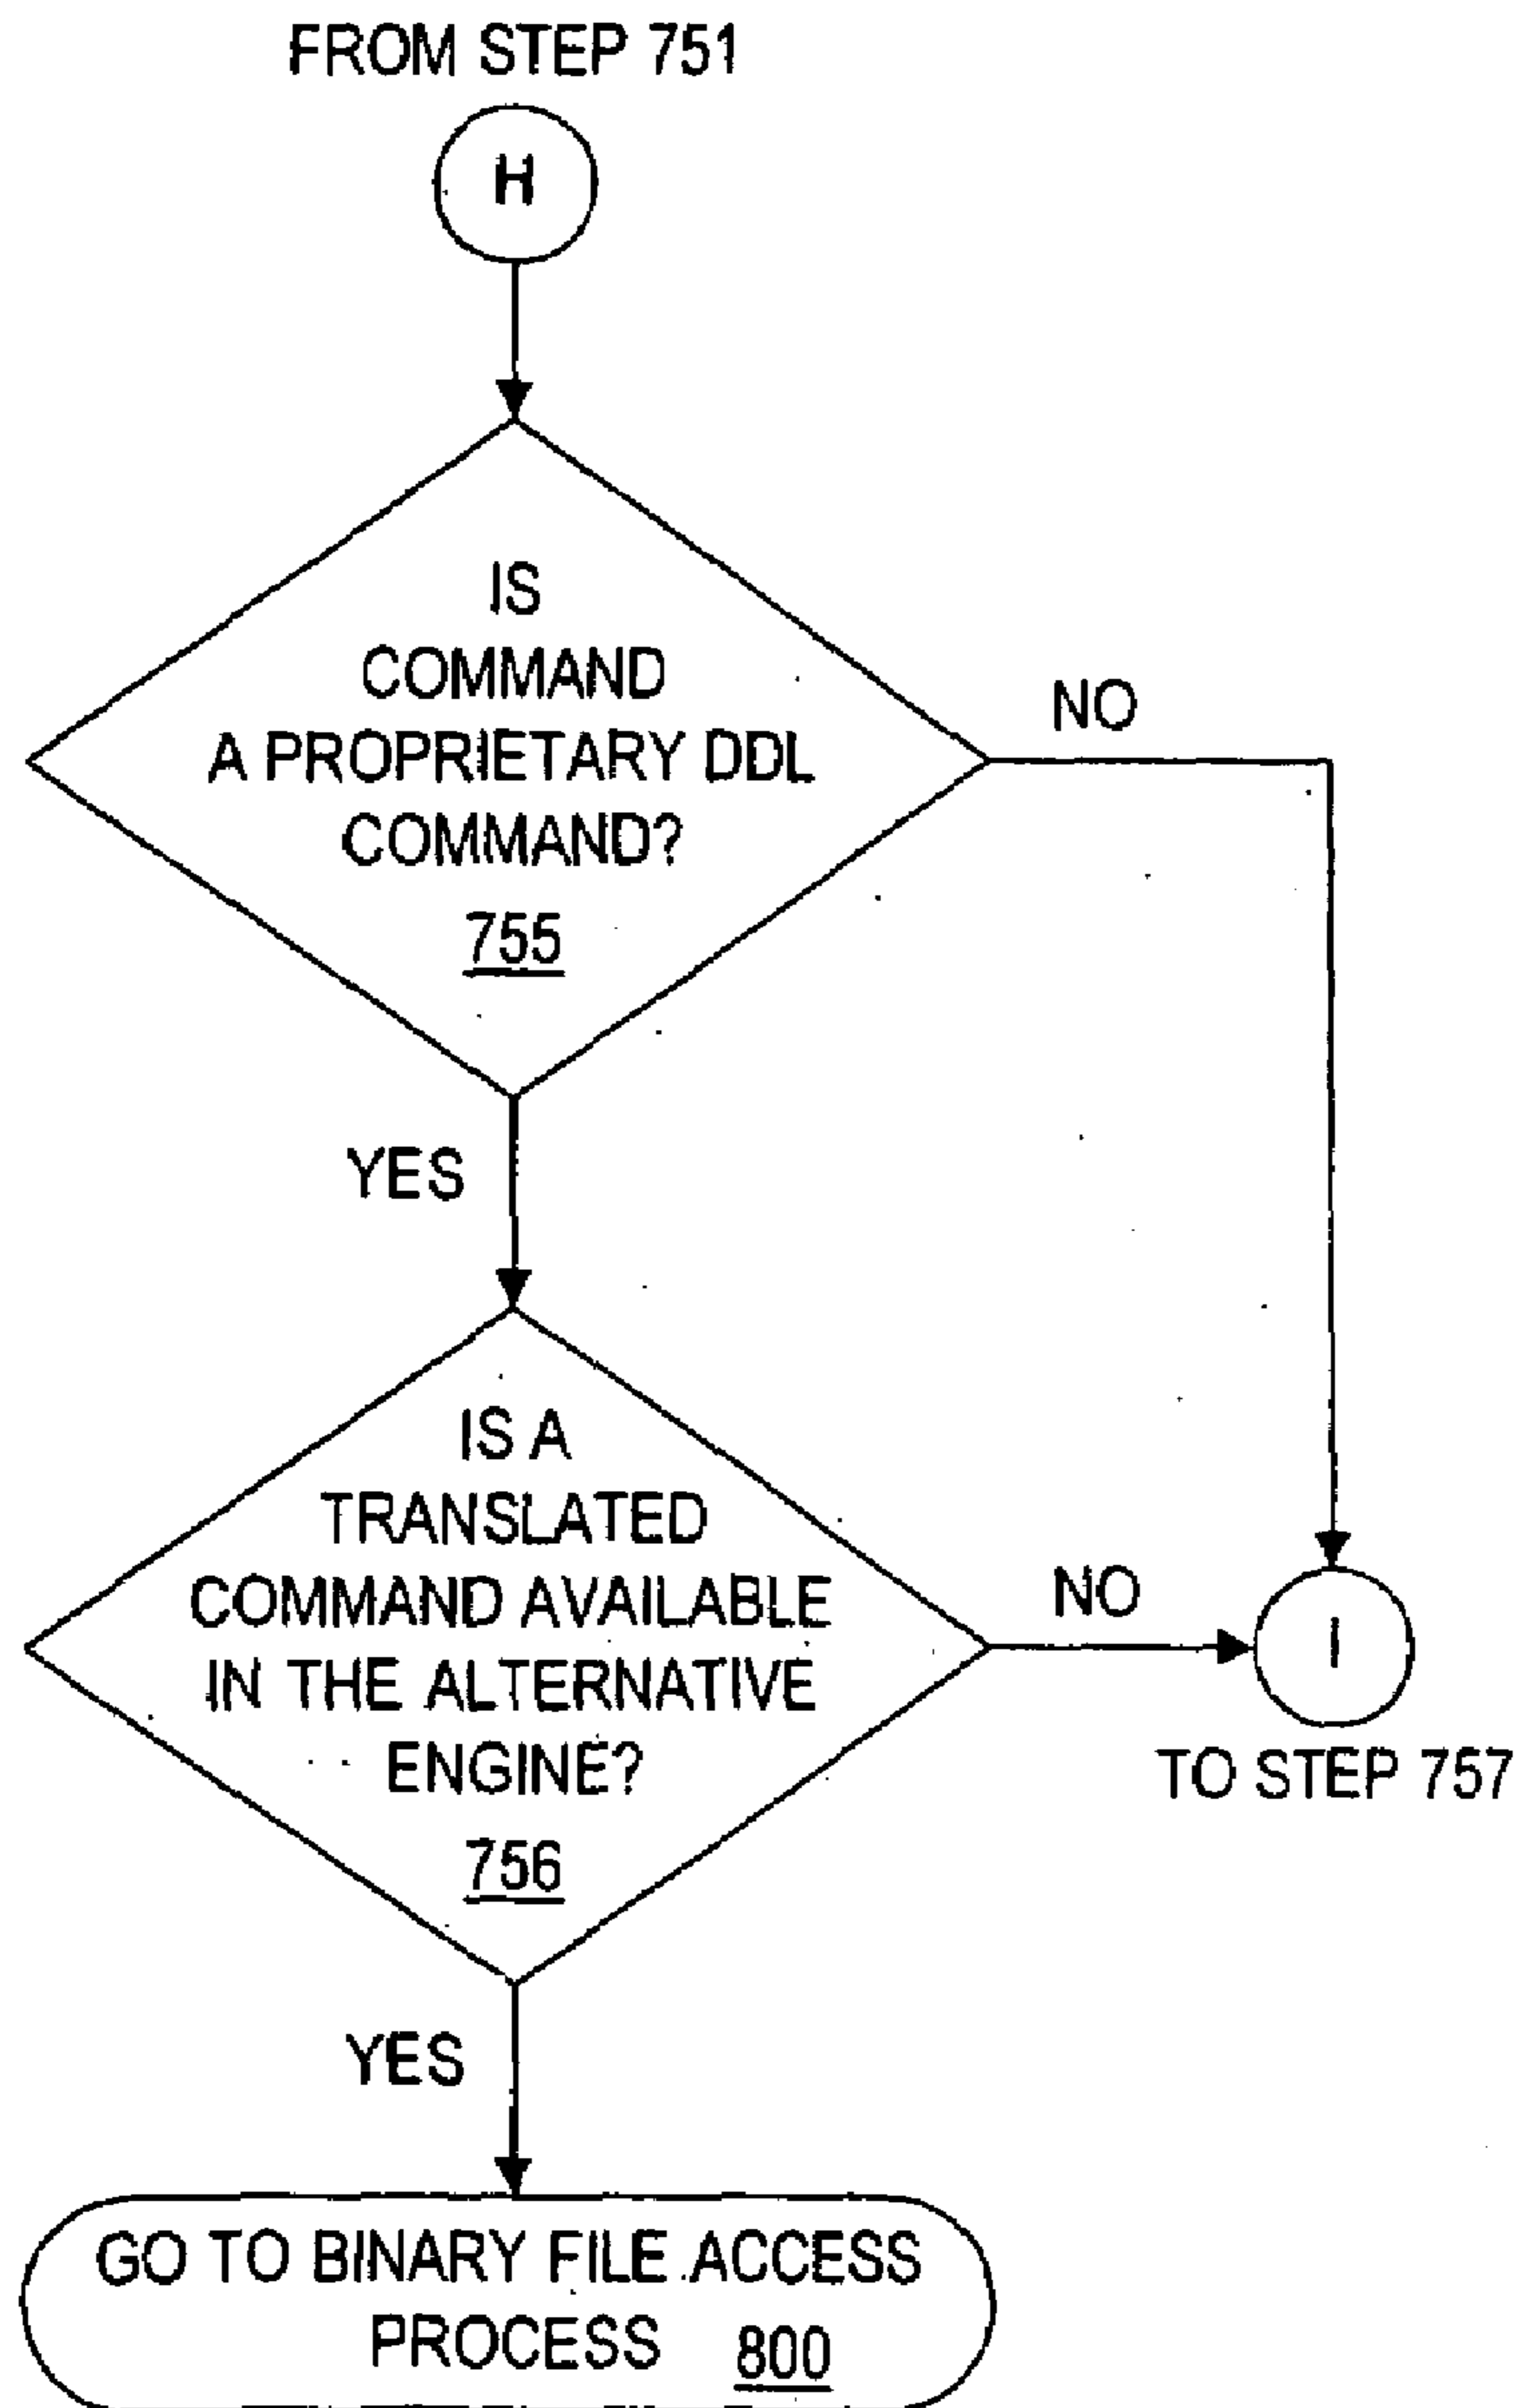 FROM STEP 751
H
IS
COMMAND
A PROPRIETARY DDL
COMMAND?
755
NO
YES
IS A
TRANSLATED
COMMAND AVAILABLE
IN THE ALTERNATIVE
ENGINE?
756
NO
I
TO STEP 757
YES
GO TO BINARY FILE ACCESS
PROCESS 800